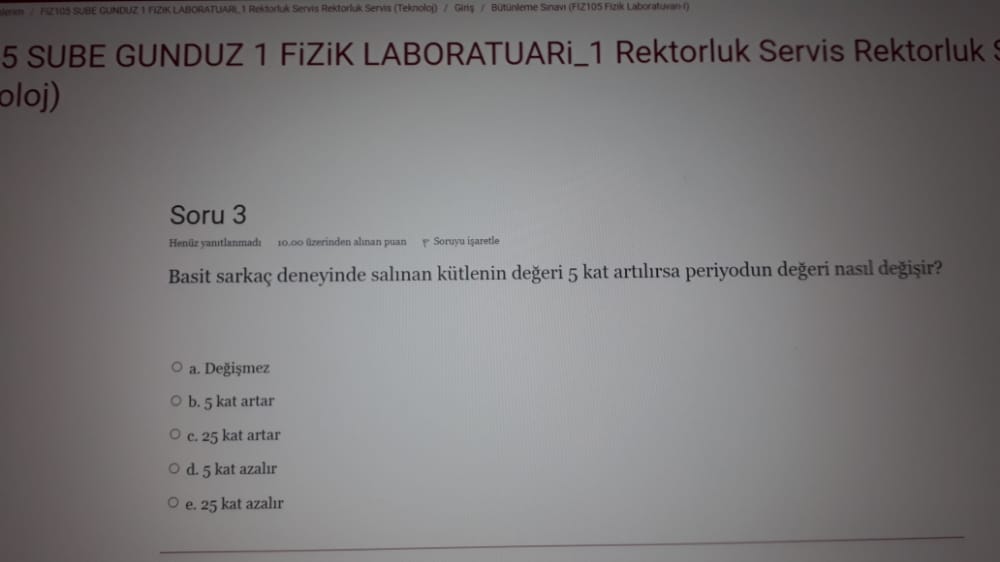 / FIZ105 SUBE GUNDUZ 1 FiZiK LABORATUARi_1 Rektorluk Servis Rektorluk Servis (Teknoloj) / Giriş / Bütünleme Sınavı (FIZ105 Fizik Laboratuvarı-I)
5 SUBE GUNDUZ 1 FiZiK LABORATUARi_1 Rektorluk Servis Rektorluk S
oloj)
Soru 3
Henüz yanıtlanmadı 10.00 üzerinden alınan puan Soruyu işaretle
Basit sarkaç deneyinde salınan kütlenin değeri 5 kat artılırsa periyodun değeri nasıl değişir?
a. Değişmez
b. 5 kat artar
c. 25 kat artar
d. 5 kat azalır
e. 25 kat azalır